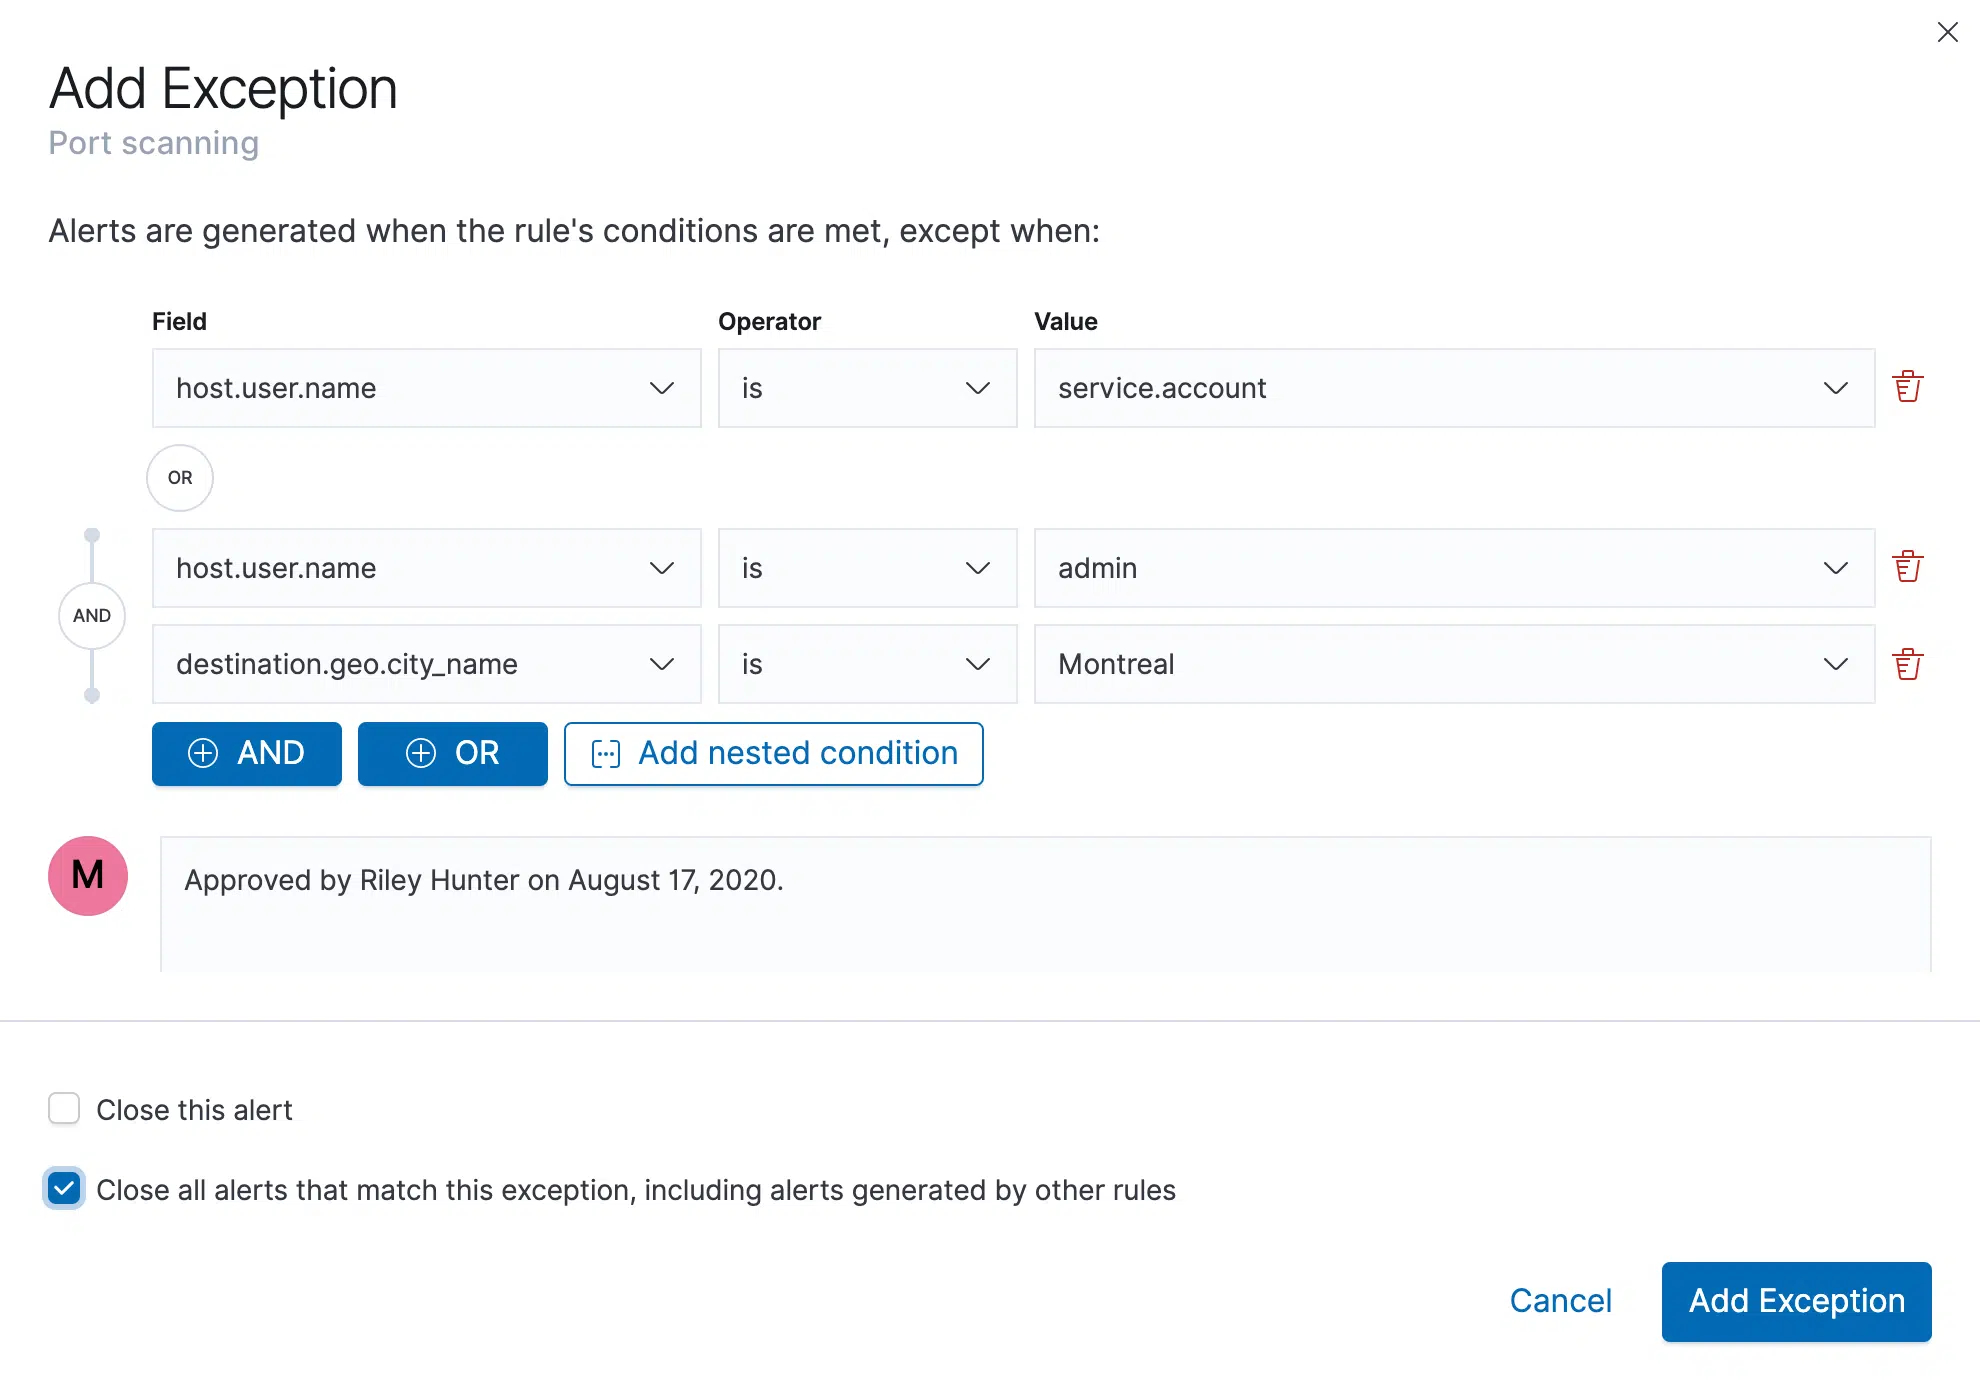 Add Exception
Port scanning
Alerts are generated when the rule's conditions are met, except when:
Field Operator Value
host.user.name is service.account
OR
host.user.name is admin
AND
destination.geo.city_name is Montreal
AND OR Add nested condition
M Approved by Riley Hunter on August 17, 2020.
Close this alert
Close all alerts that match this exception, including alerts generated by other rules
Cancel Add Exception